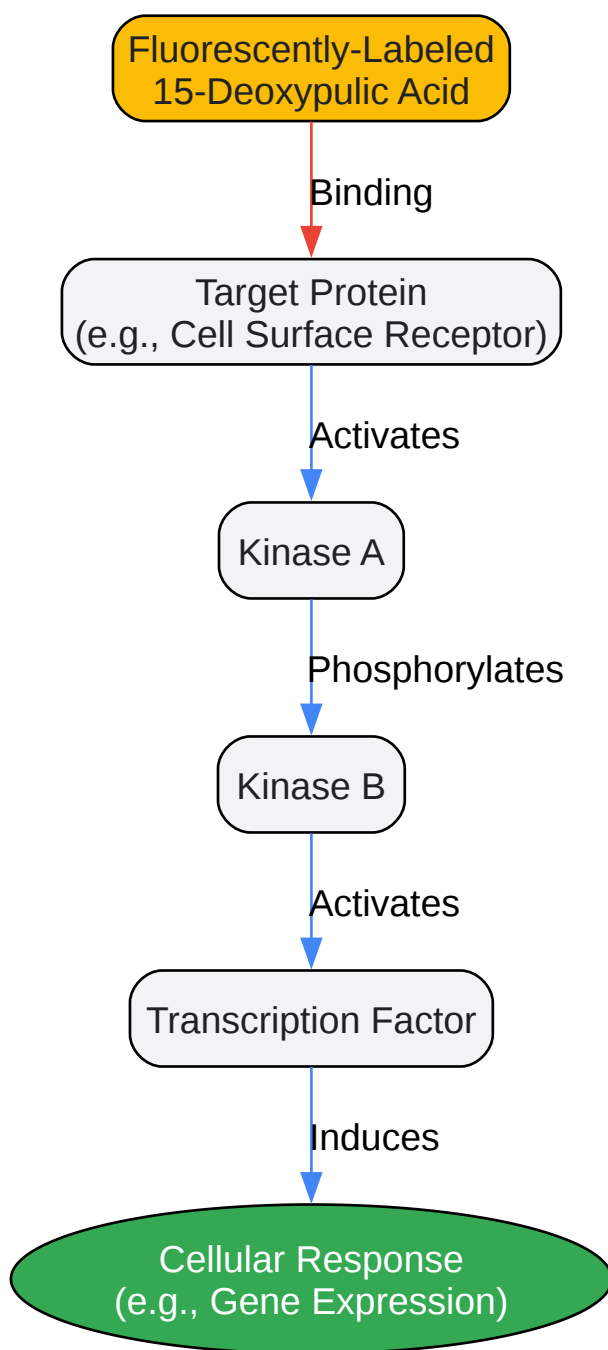 Fluorescently-Labeled
15-Deoxypulic Acid
Binding
Target Protein
(e.g., Cell Surface Receptor)
Activates
Kinase A
Phosphorylates
Kinase B
Activates
Transcription Factor
Induces
Cellular Response
(e.g., Gene Expression)